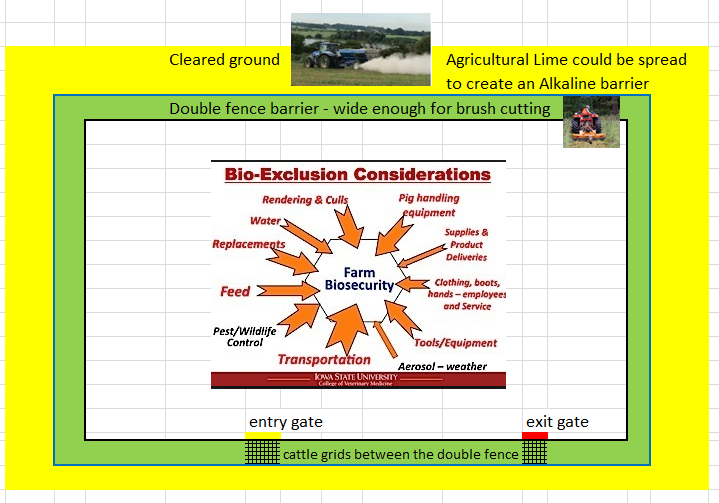 Cleared ground
Agricultural Lime could be spread
to create an Alkaline barrier
Double fence barrier - wide enough for brush cutting
Bio-Exclusion Considerations
Rendering & Culls
Pig handling
equipment
Water
Supplies &
Product
Deliveries
Replacements
Farm
Biosecurity
Feed
Clothing, boots,
hands – employees
and Service
Pest/Wildlife
Control
Tools/Equipment
Transportation
Aerosol – weather
IOWA STATE UNIVERSITY
College of Veterinary Medicine
entry gate
exit gate
cattle grids between the double fence